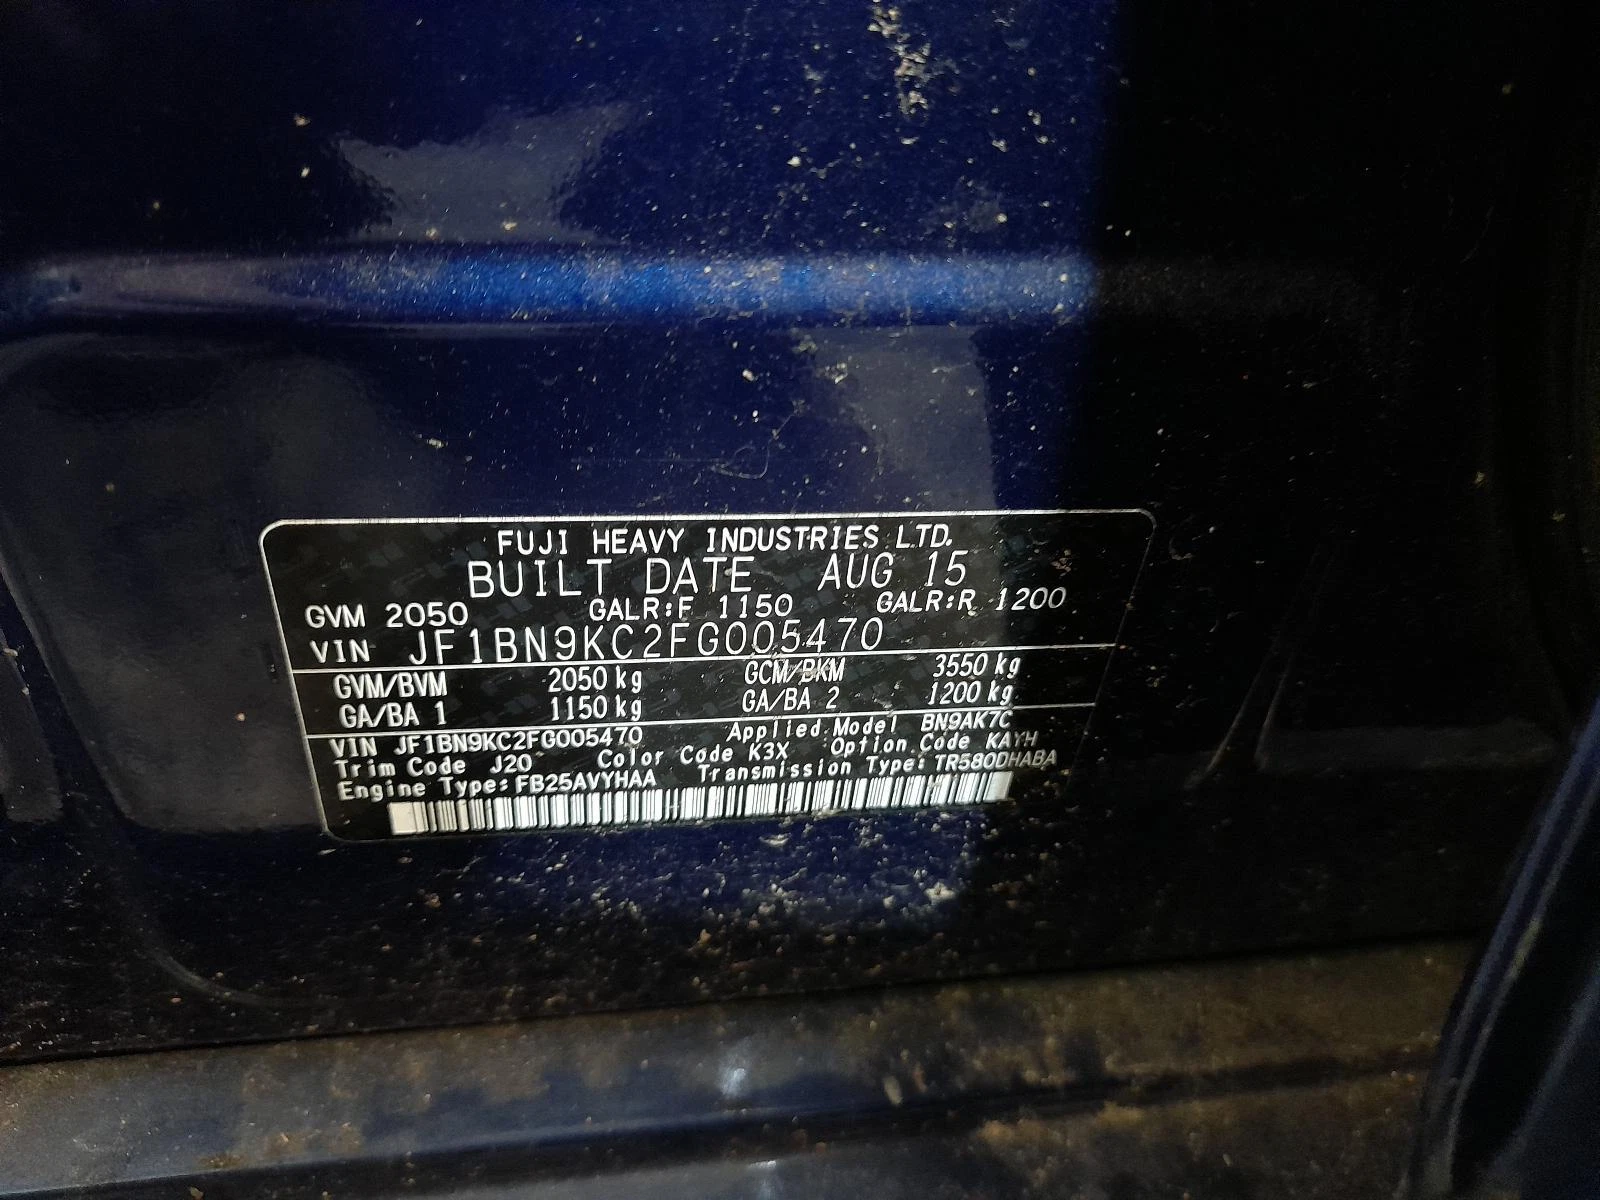 FUJI HEAVY INDUSTRIES LTD.
BUILT DATE AUG 15
GVM 2050 GALR:F 1150 GALR:R 1200
VIN JF1BN9KC2FG005470
GVM/BVM 2050 kg GCM/BKM 3550 kg
GA/BA 1 1150 kg GA/BA 2 1200 kg
VIN JF1BN9KC2FG005470 Applied Model BN9AK7C
Trim Code J20 Color Code K3X Option Code KAYH
Engine Type: FB25AVYHAA Transmission Type: TR580DHABA